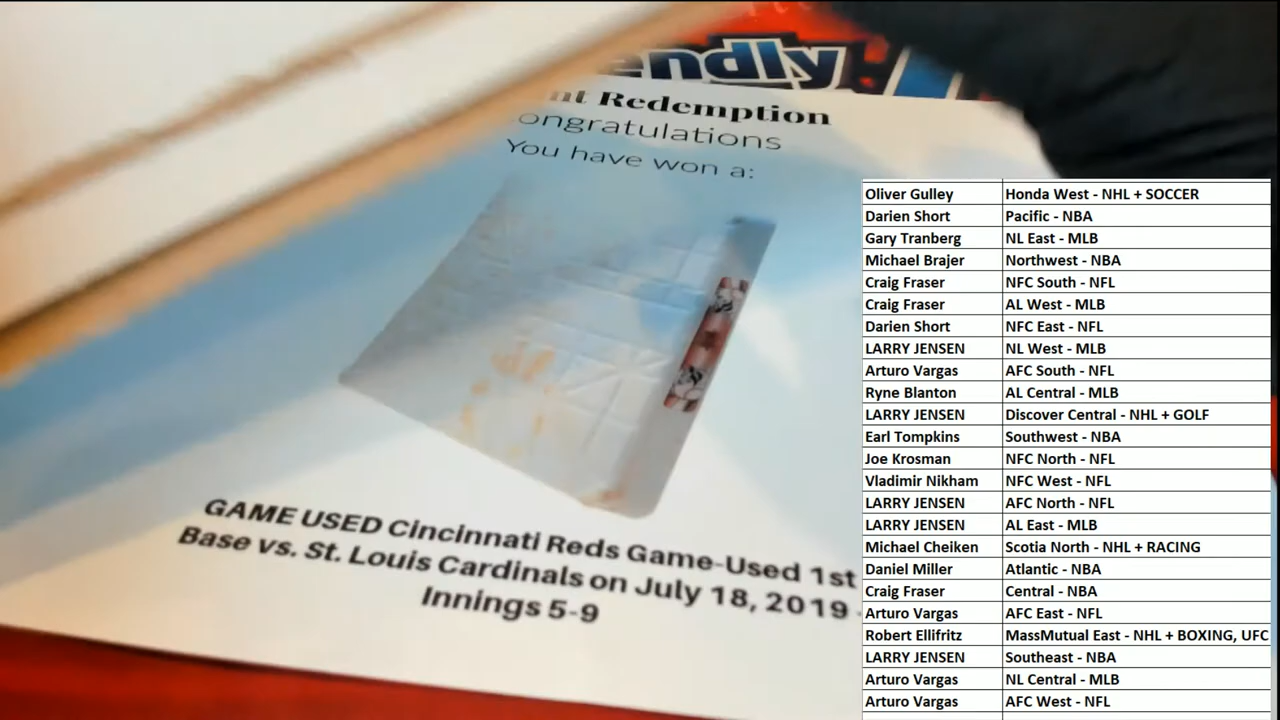 endly
nt Redemption
ongratulations
You have won a:
GAME USED Cincinnati Reds Game-Used 1st
Base vs. St. Louis Cardinals on July 18, 2019 -
Innings 5-9
Oliver Gulley Honda West - NHL + SOCCER
Darien Short Pacific - NBA
Gary Tranberg NL East - MLB
Michael Brajer Northwest - NBA
Craig Fraser NFC South - NFL
Craig Fraser AL West - MLB
Darien Short NFC East - NFL
LARRY JENSEN NL West - MLB
Arturo Vargas AFC South - NFL
Ryne Blanton AL Central - MLB
LARRY JENSEN Discover Central - NHL + GOLF
Earl Tompkins Southwest - NBA
Joe Krosman NFC North - NFL
Vladimir Nikham NFC West - NFL
LARRY JENSEN AFC North - NFL
LARRY JENSEN AL East - MLB
Michael Cheiken Scotia North - NHL + RACING
Daniel Miller Atlantic - NBA
Craig Fraser Central - NBA
Arturo Vargas AFC East - NFL
Robert Ellifritz MassMutual East - NHL + BOXING, UFC
LARRY JENSEN Southeast - NBA
Arturo Vargas NL Central - MLB
Arturo Vargas AFC West - NFL